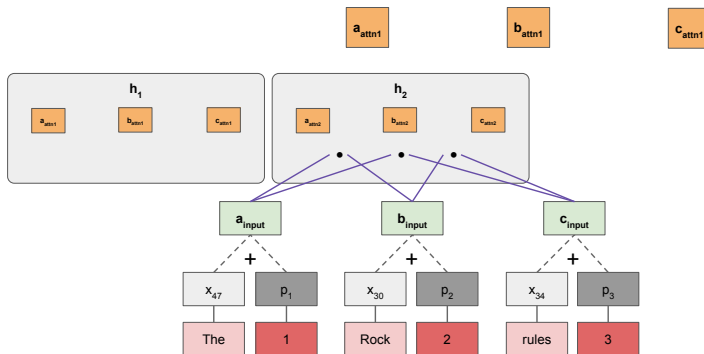 a_attn1 b_attn1 c_attn1
h_1 h_2
a_attn1 b_attn1 c_attn1 a_attn2 b_attn2 c_attn2
a_input b_input c_input
+ + +
x_47 p_1 x_30 p_2 x_34 p_3
The 1 Rock 2 rules 3